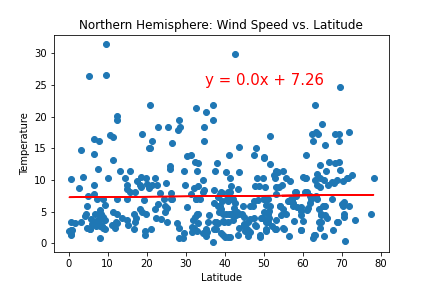 Northern Hemisphere: Wind Speed vs. Latitude
30
25
20
15
10
5
0
Temperature
y = 0.0x + 7.26
0 10 20 30 40 50 60 70 80
Latitude